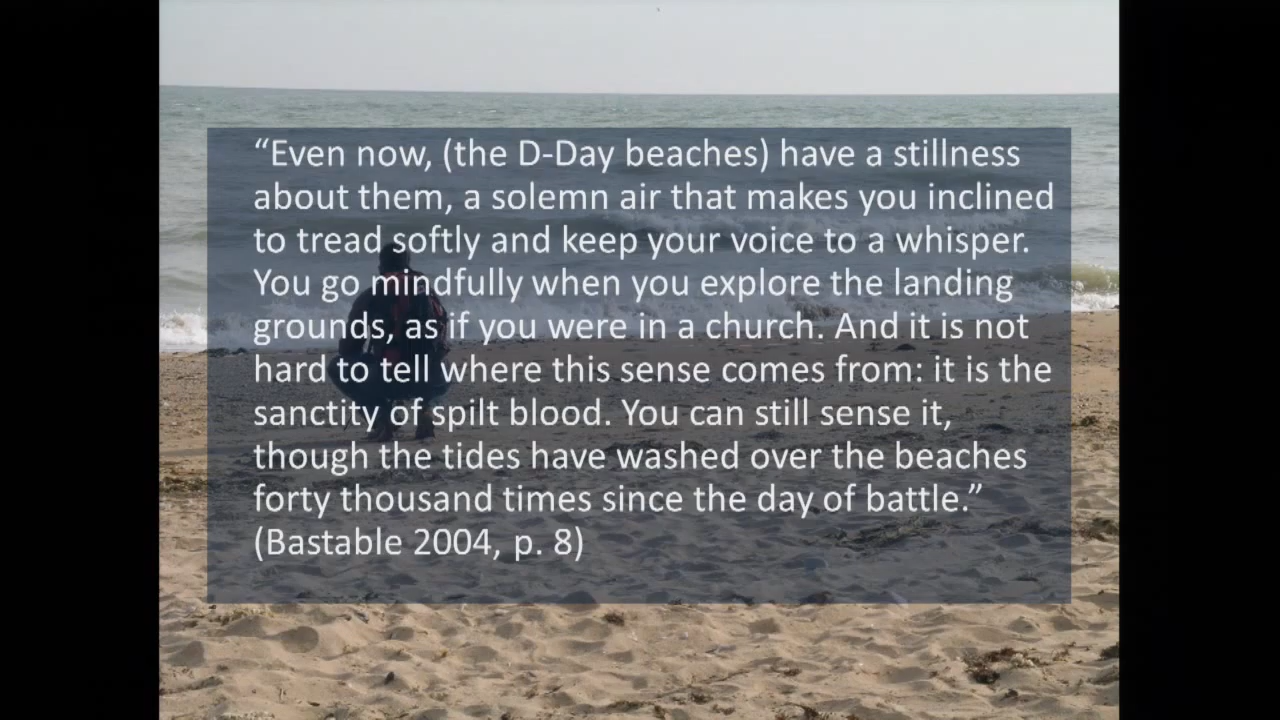 “Even now, (the D-Day beaches) have a stillness
about them, a solemn air that makes you inclined
to tread softly and keep your voice to a whisper.
You go mindfully when you explore the landing
grounds, as if you were in a church. And it is not
hard to tell where this sense comes from: it is the
sanctity of spilt blood. You can still sense it,
though the tides have washed over the beaches
forty thousand times since the day of battle.”
(Bastable 2004, p. 8)